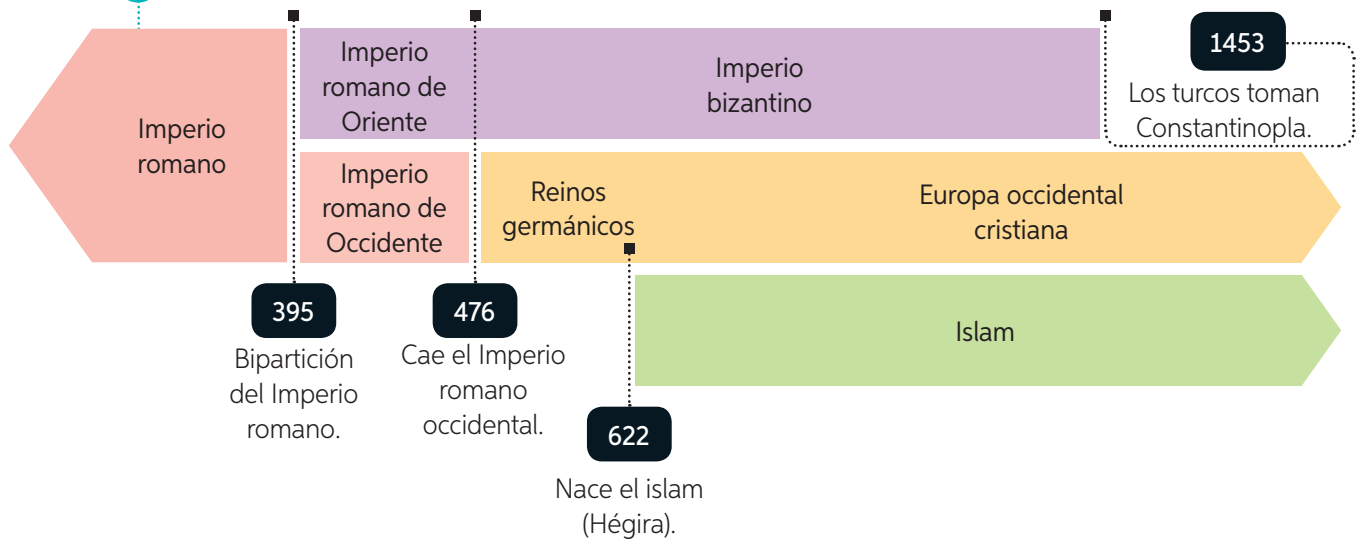 Imperio
romano
Imperio
romano de
Oriente
Imperio
bizantino
1453
Los turcos toman
Constantinopla.
Imperio
romano de
Occidente
Reinos
germánicos
Europa occidental
cristiana
Islam
395
Bipartición
del Imperio
romano.
476
Cae el Imperio
romano
occidental.
622
Nace el islam
(Hégira).